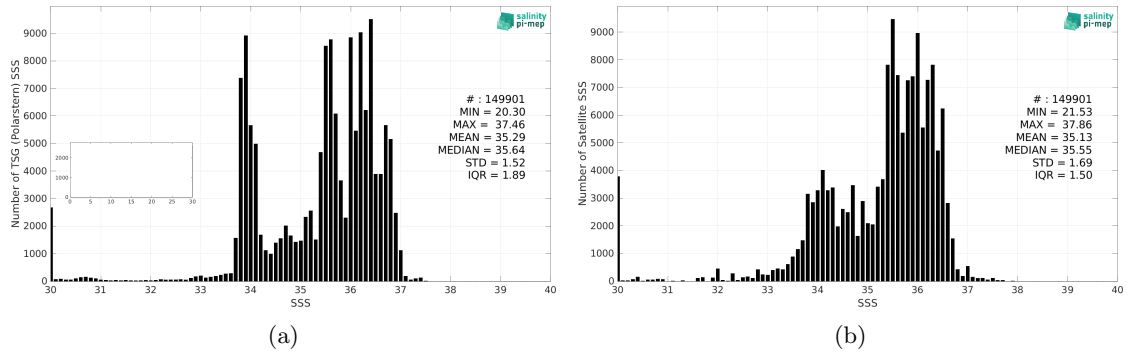 salinity
pi-mep
Number of TSG (Polarstern) SSS
9000
8000
7000
6000
5000
4000
3000
2000
1000
0
# : 149901
MIN = 20.30
MAX = 37.46
MEAN = 35.29
MEDIAN = 35.64
STD = 1.52
IQR = 1.89
2000
1000
0
0 5 10 15 20 25 30
30 31 32 33 34 35 36 37 38 39 40
SSS
(a)
salinity
pi-mep
Number of Satellite SSS
9000
8000
7000
6000
5000
4000
3000
2000
1000
0
# : 149901
MIN = 21.53
MAX = 37.86
MEAN = 35.13
MEDIAN = 35.55
STD = 1.69
IQR = 1.50
30 31 32 33 34 35 36 37 38 39 40
SSS
(b)